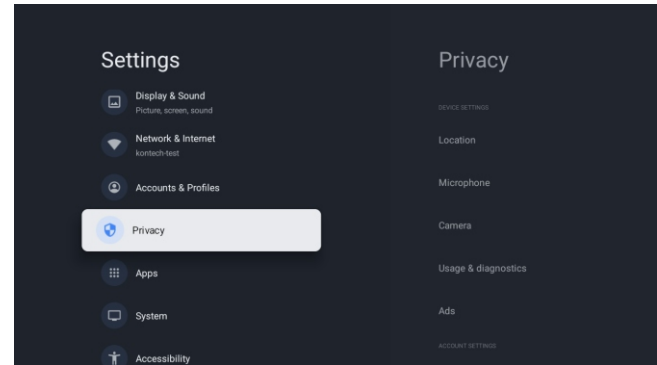 Settings
Display & Sound
Picture, screen, sound
Network & Internet
kontech-test
Accounts & Profiles
Privacy
Apps
System
Accessibility
Privacy
DEVICE SETTINGS
Location
Microphone
Camera
Usage & diagnostics
Ads
ACCOUNT SETTINGS